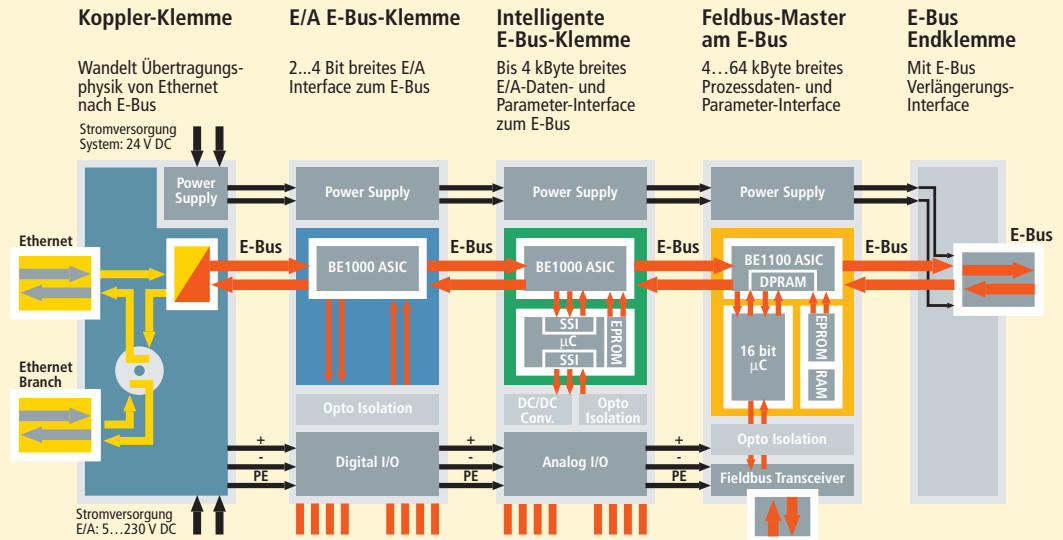 Koppler-Klemme
Wandelt Übertragungs-
physik von Ethernet
nach E-Bus
E/A E-Bus-Klemme
2...4 Bit breites E/A
Interface zum E-Bus
Intelligente
E-Bus-Klemme
Bis 4 kByte breites
E/A-Daten- und
Parameter-Interface
zum E-Bus
Feldbus-Master
am E-Bus
4...64 kByte breites
Prozessdaten- und
Parameter-Interface
E-Bus
Endklemme
Mit E-Bus
Verlängerungs-
Interface
Stromversorgung
System: 24 V DC
Power
Supply
Power Supply
Power Supply
Power Supply
Ethernet
E-Bus
E-Bus
E-Bus
E-Bus
E-Bus
BE1000 ASIC
BE1000 ASIC
BE1100 ASIC
DPRAM
SSI
µC
SSI
EPROM
16 bit
µC
EPROM
RAM
Ethernet
Branch
Opto Isolation
DC/DC
Conv.
Opto
Isolation
Opto Isolation
+
-
PE
Digital I/O
+
-
PE
Analog I/O
+
-
PE
Fieldbus Transceiver
Stromversorgung
E/A: 5...230 V DC